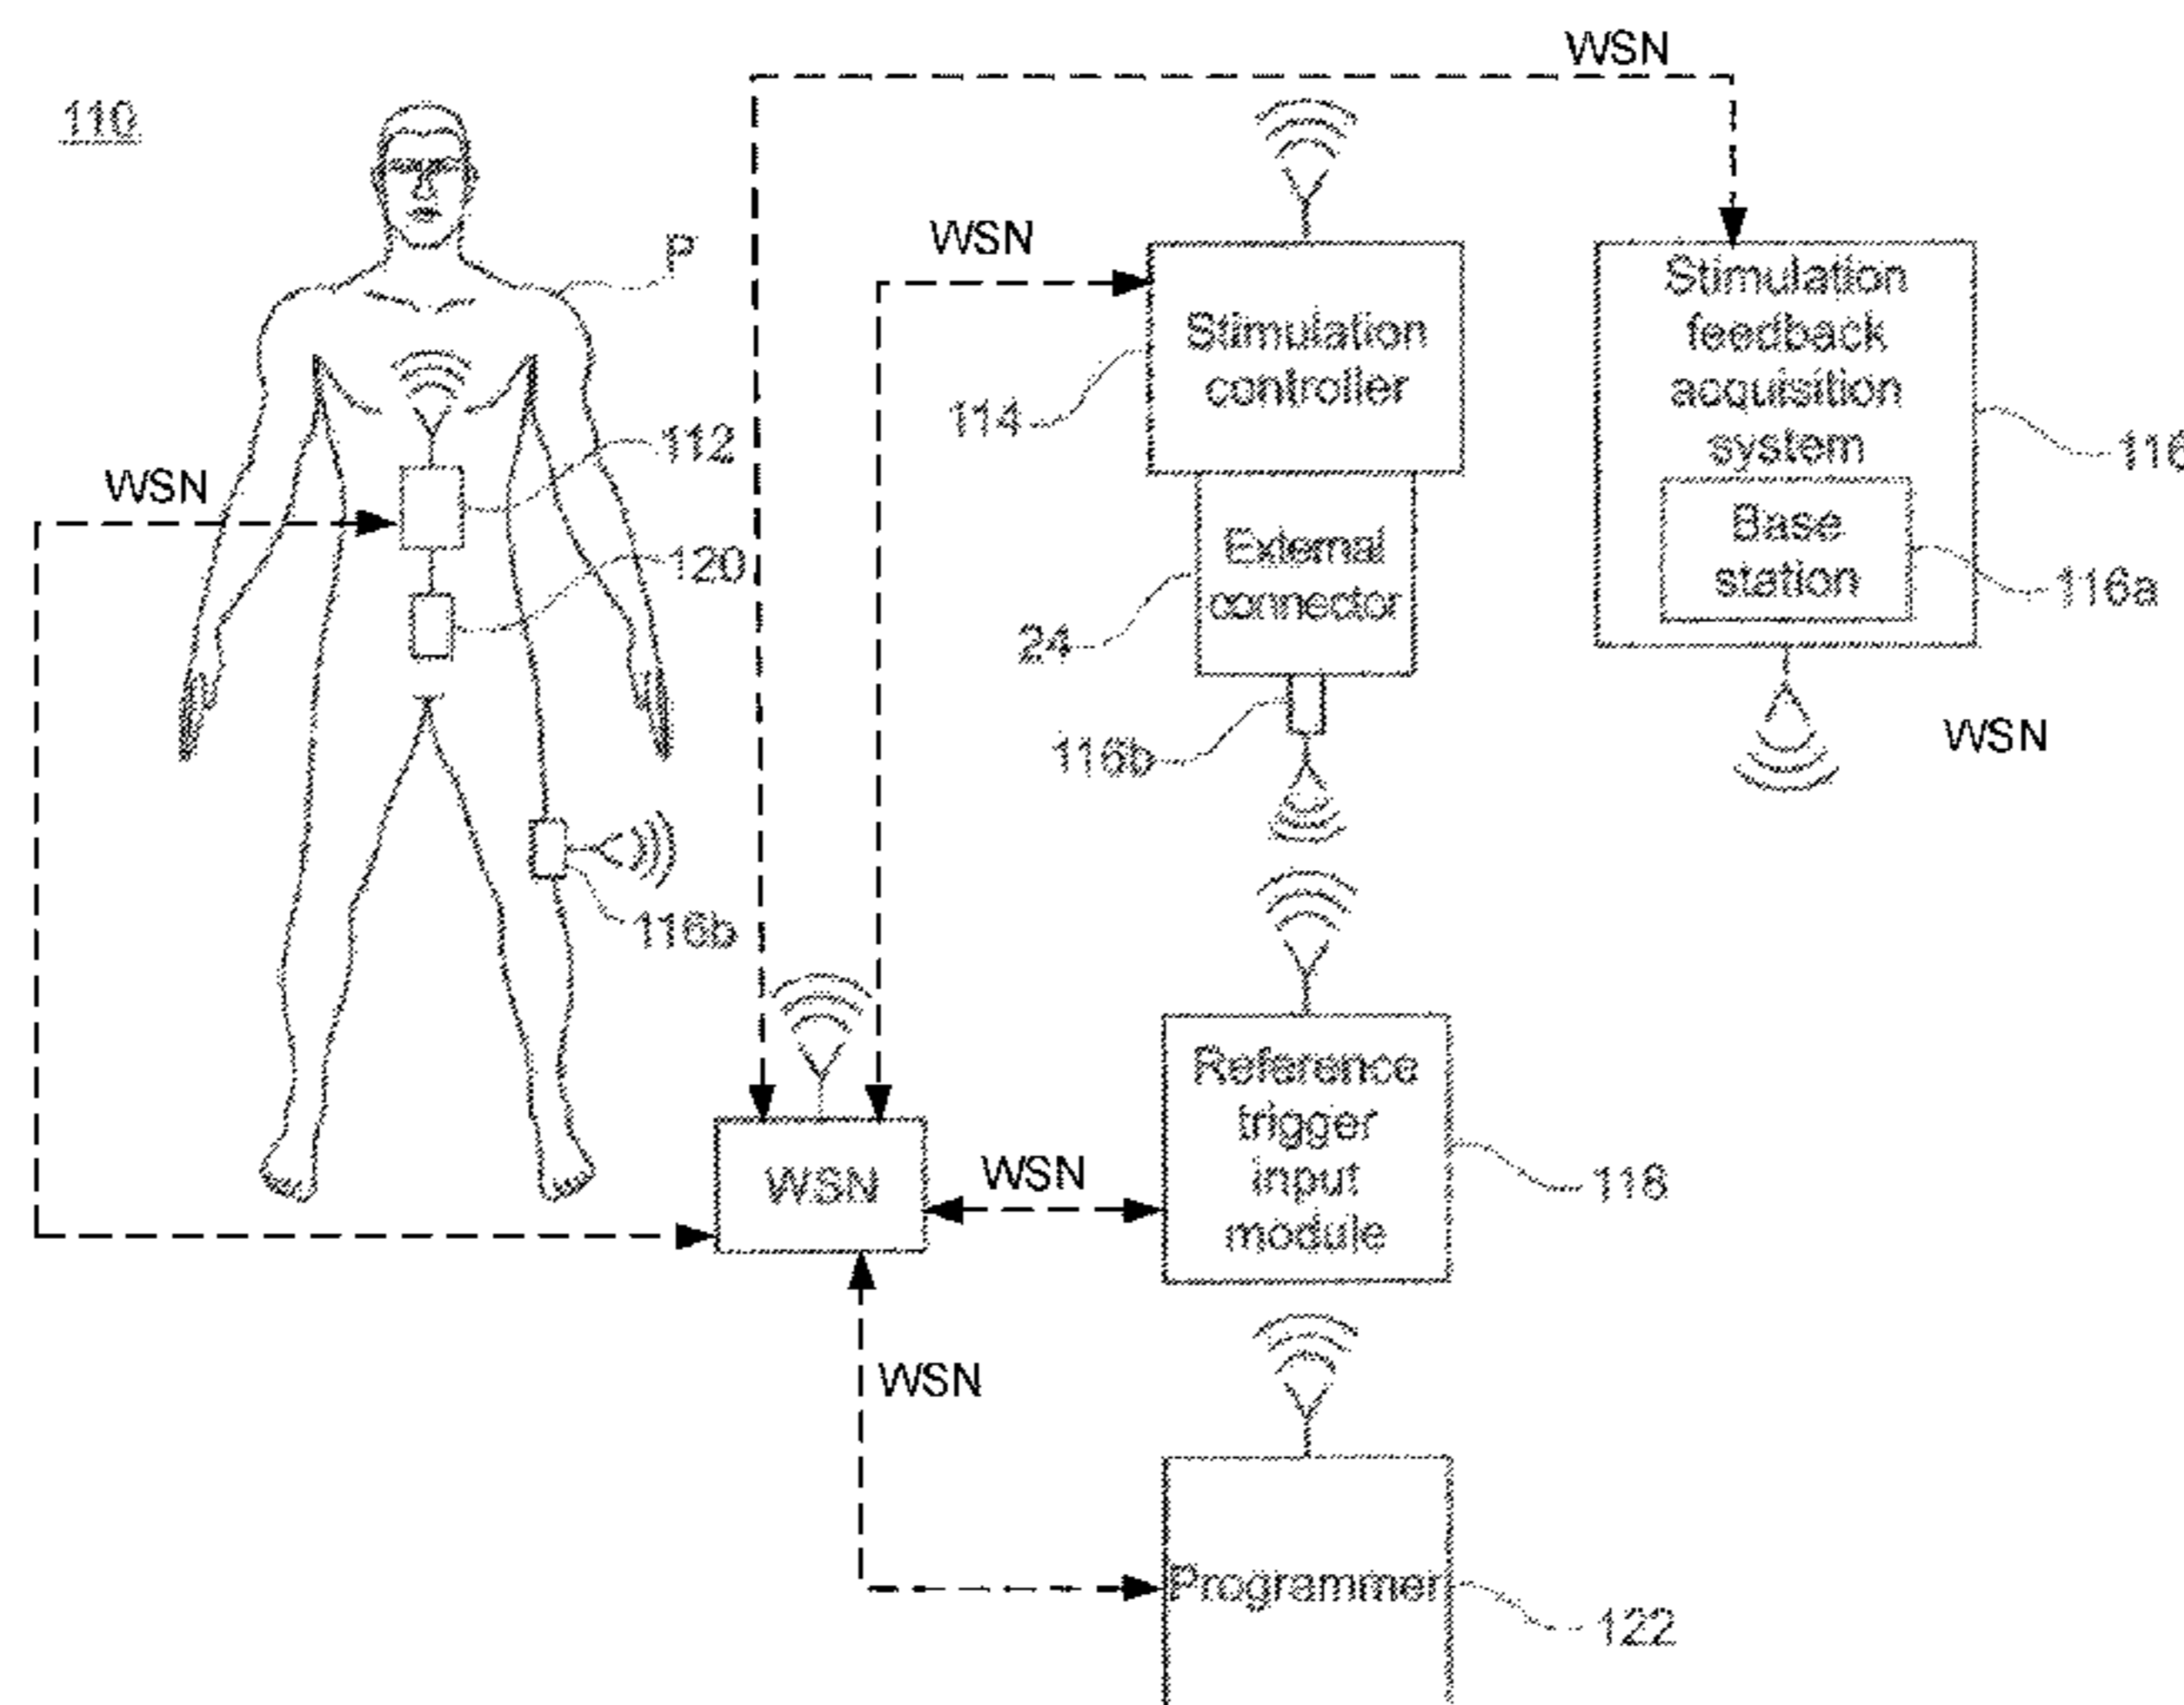 WSN
110
P
WSN
Stimulation
controller
114
Stimulation
feedback
acquisition
system
116
Base
station
116a
112
WSN
120
External
connector
24
116b
WSN
116b
WSN
WSN
Reference
trigger
input
module
118
WSN
Programmer
122